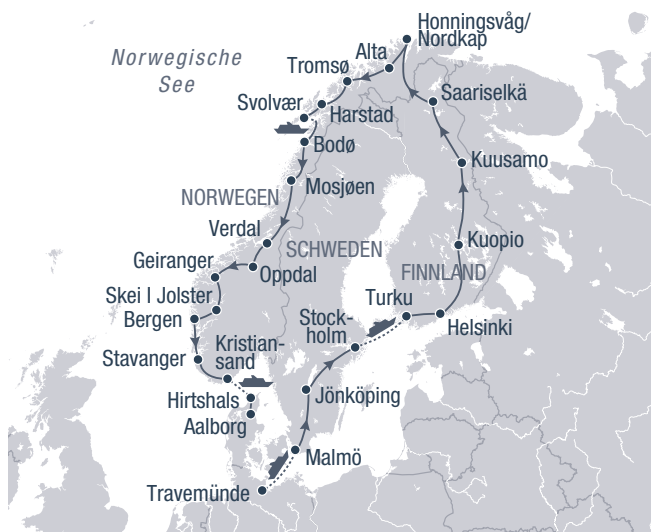 Honningsvåg/
Nordkap
Alta
Norwegische
See
Tromsø
Saariselkä
Svolvær
Harstad
Bodø
Kuusamo
Mosjøen
NORWEGEN
Verdal
SCHWEDEN
Kuopio
Geiranger
Oppdal
FINNLAND
Skei I Jolster
Turku
Bergen
Stock-
holm
Helsinki
Kristian-
sand
Stavanger
Hirtshals
Jönköping
Aalborg
Malmö
Travemünde